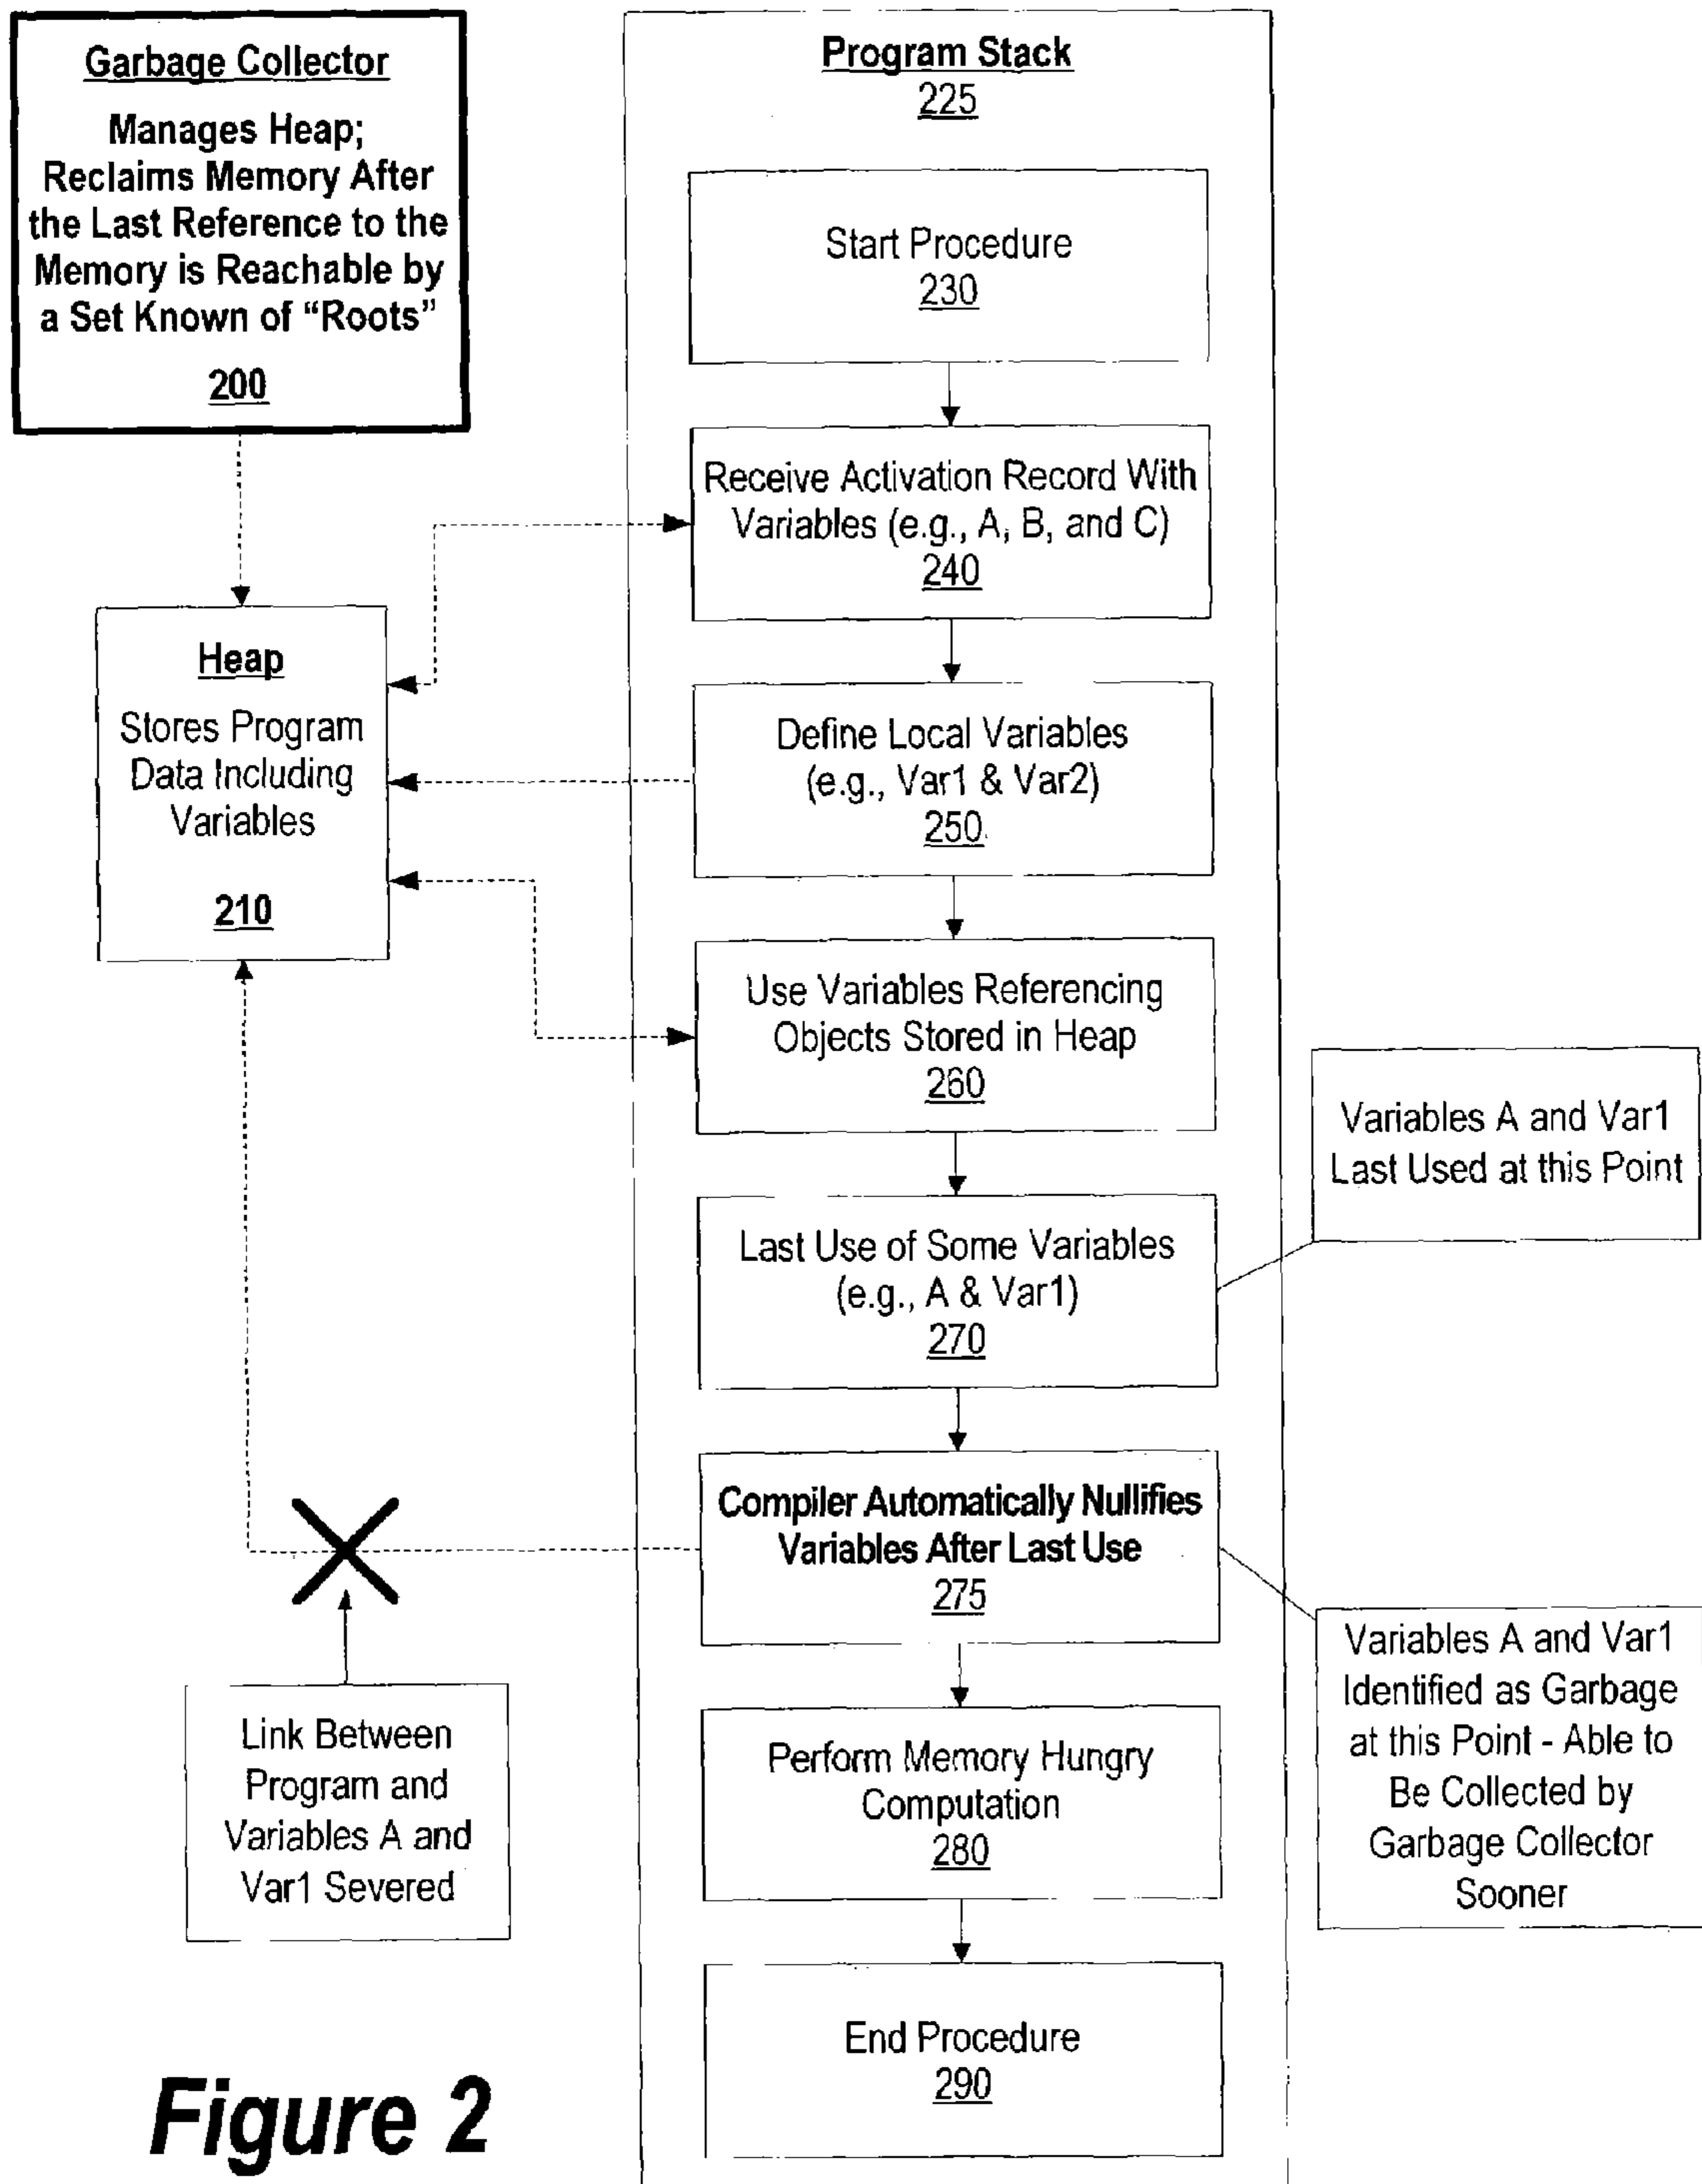 Garbage Collector
Manages Heap;
Reclaims Memory After
the Last Reference to the
Memory is Reachable by
a Set Known of “Roots”
200
Program Stack
225
Start Procedure
230
Receive Activation Record With
Variables (e.g., A, B, and C)
240
Heap
Stores Program
Data Including
Variables
210
Define Local Variables
(e.g., Var1 & Var2)
250
Use Variables Referencing
Objects Stored in Heap
260
Variables A and Var1
Last Used at this Point
Last Use of Some Variables
(e.g., A & Var1)
270
Compiler Automatically Nullifies
Variables After Last Use
275
Link Between
Program and
Variables A and
Var1 Severed
Variables A and Var1
Identified as Garbage
at this Point - Able to
Be Collected by
Garbage Collector
Sooner
Perform Memory Hungry
Computation
280
End Procedure
290
Figure 2